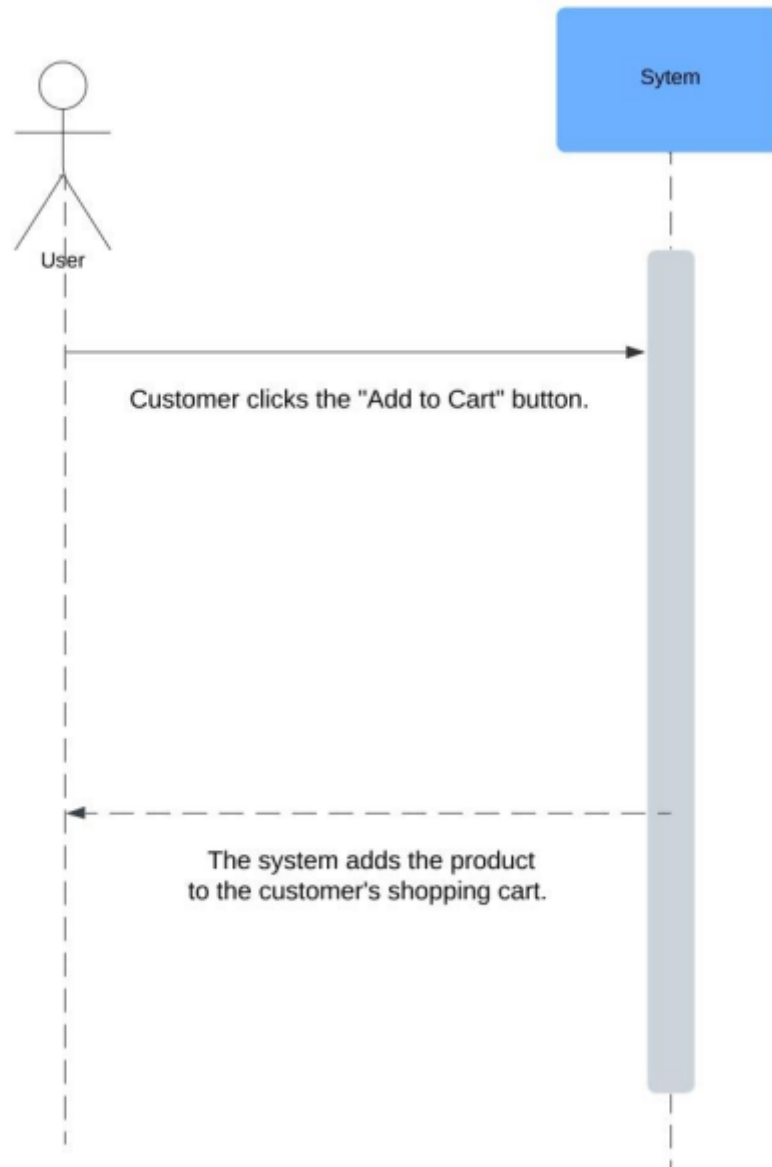 Sytem
User
Customer clicks the "Add to Cart" button.
The system adds the product
to the customer's shopping cart.